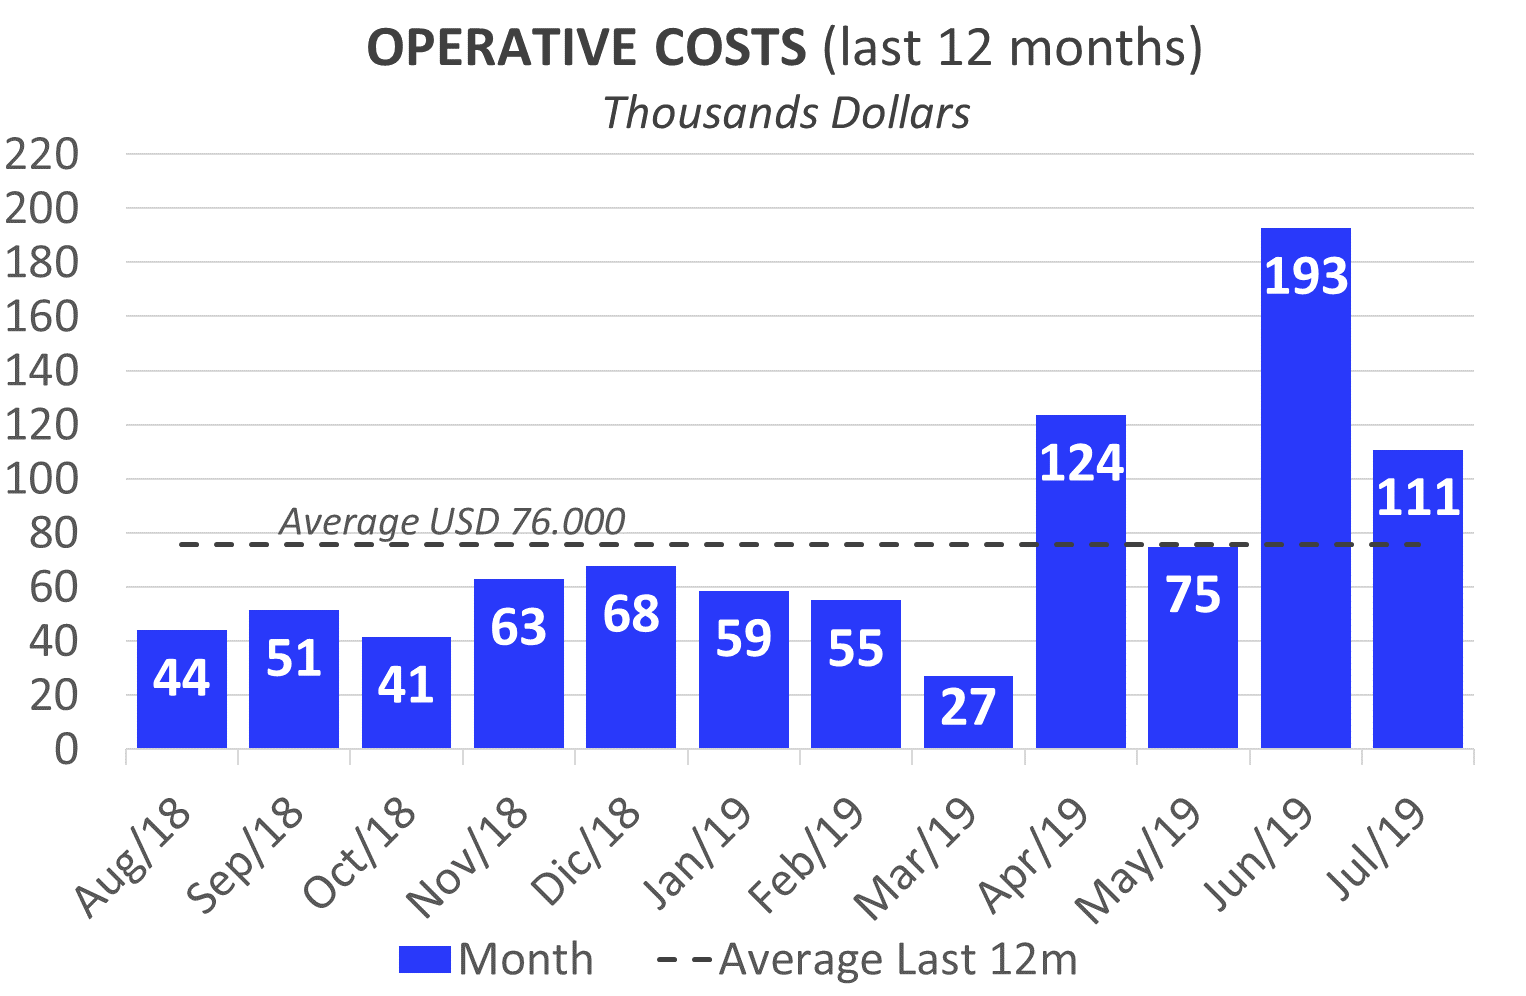 OPERATIVE COSTS (last 12 months)
Thousands Dollars
220
200
180
160
140
120
100
80
60
40
20
0
Average USD 76.000
44
51
41
63
68
59
55
27
124
75
193
111
Aug/18
Sep/18
Oct/18
Nov/18
Dic/18
Jan/19
Feb/19
Mar/19
Apr/19
May/19
Jun/19
Jul/19
Month
Average Last 12m